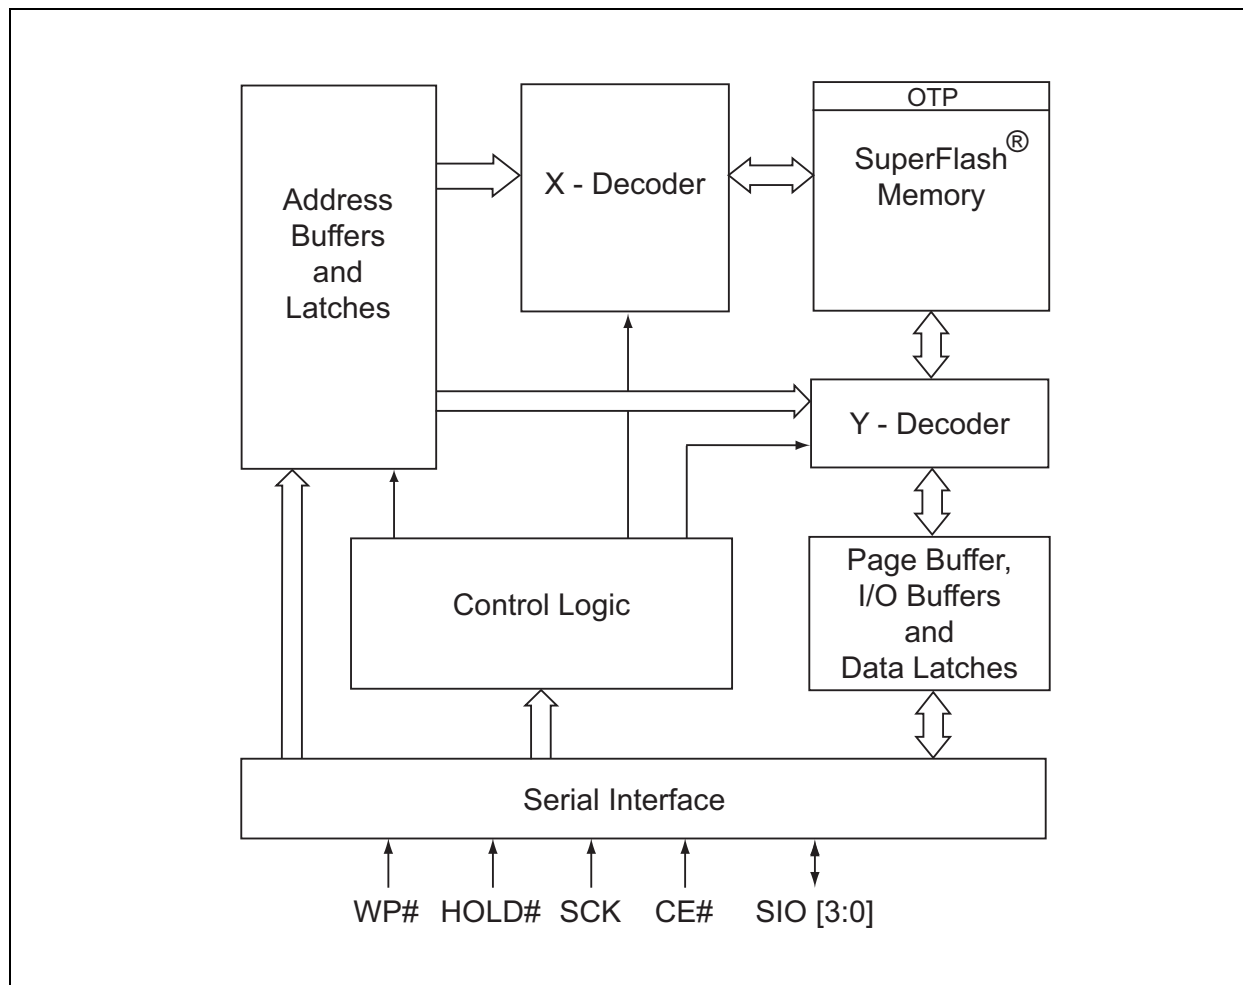 OTP
SuperFlash®
Memory
X - Decoder
Address
Buffers
and
Latches
Y - Decoder
Page Buffer,
I/O Buffers
and
Data Latches
Control Logic
Serial Interface
WP# HOLD# SCK CE# SIO [3:0]